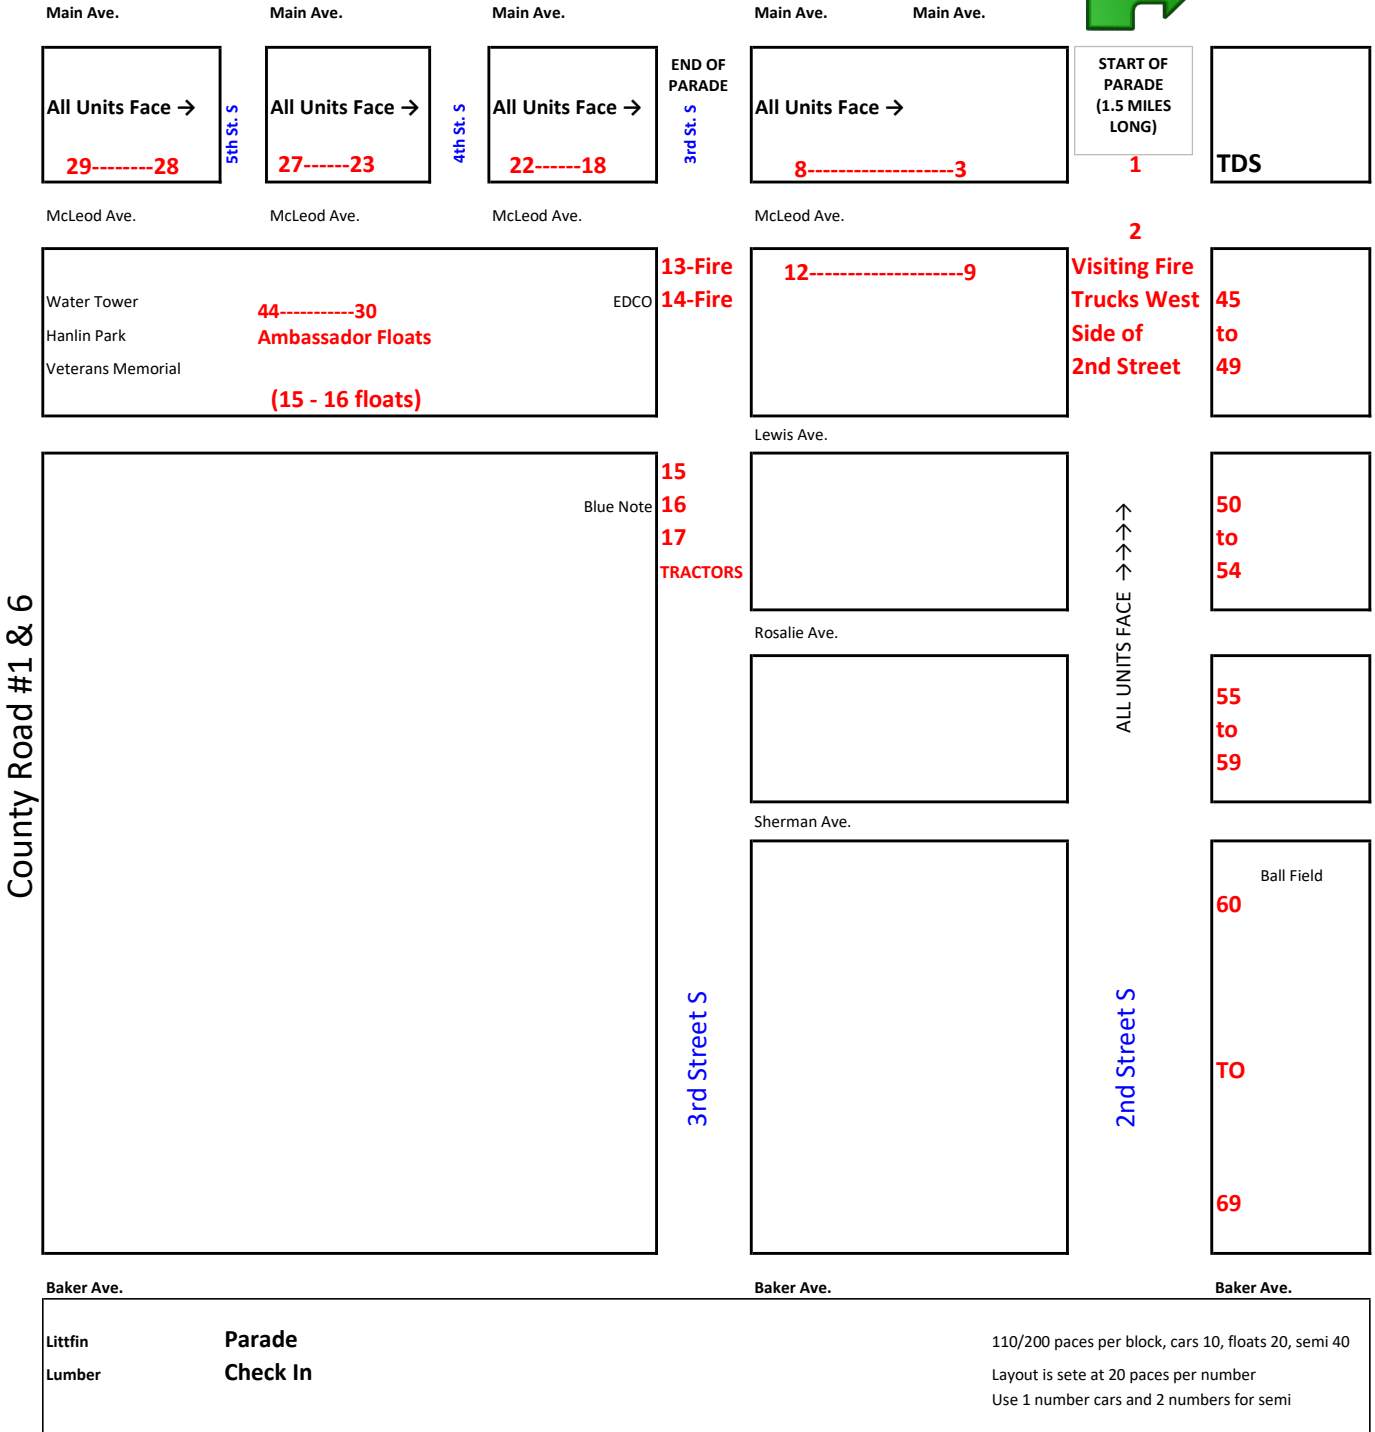 Main Ave. Main Ave. Main Ave. Main Ave. Main Ave.
END OF
PARADE
START OF
PARADE
(1.5 MILES
LONG)
All Units Face → All Units Face → All Units Face → All Units Face →
5th St. S
4th St. S
3rd St. S
29--------28 27------23 22------18 8-------------------3 1 TDS
McLeod Ave. McLeod Ave. McLeod Ave. McLeod Ave.
2
13-Fire 12--------------------9 Visiting Fire
Water Tower EDCO 14-Fire Trucks West 45
44-----------30
Hanlin Park Ambassador Floats Side of to
Veterans Memorial 2nd Street 49
(15 - 16 floats)
Lewis Ave.
15
Blue Note 16 50
17 to
TRACTORS 54
ALL UNITS FACE →→→→→
County Road #1 & 6
Rosalie Ave.
55
to
59
Sherman Ave.
Ball Field
60
3rd Street S
2nd Street S
TO
69
Baker Ave. Baker Ave. Baker Ave.
Littfin Parade 110/200 paces per block, cars 10, floats 20, semi 40
Lumber Check In Layout is sete at 20 paces per number
Use 1 number cars and 2 numbers for semi